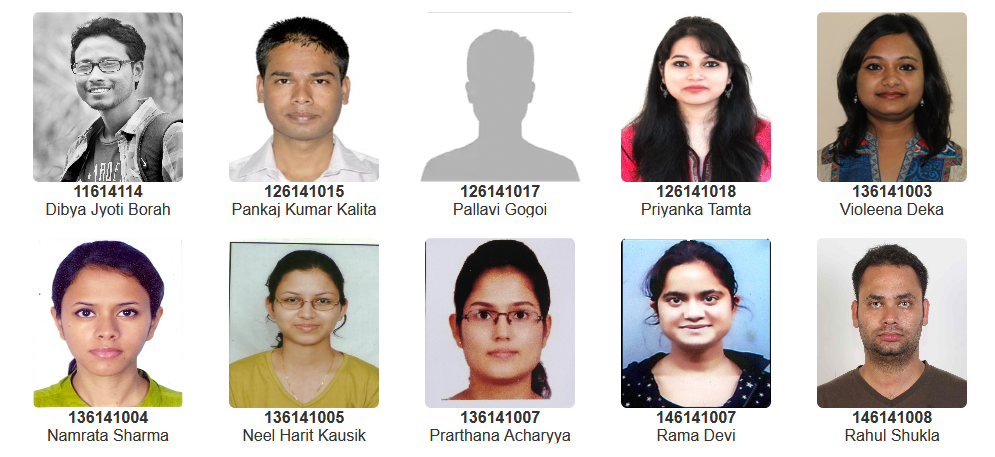 11614114
Dibya Jyoti Borah
126141015
Pankaj Kumar Kalita
126141017
Pallavi Gogoi
126141018
Priyanka Tamta
136141003
Violeena Deka
136141004
Namrata Sharma
136141005
Neel Harit Kausik
136141007
Prarthana Acharyya
146141007
Rama Devi
146141008
Rahul Shukla